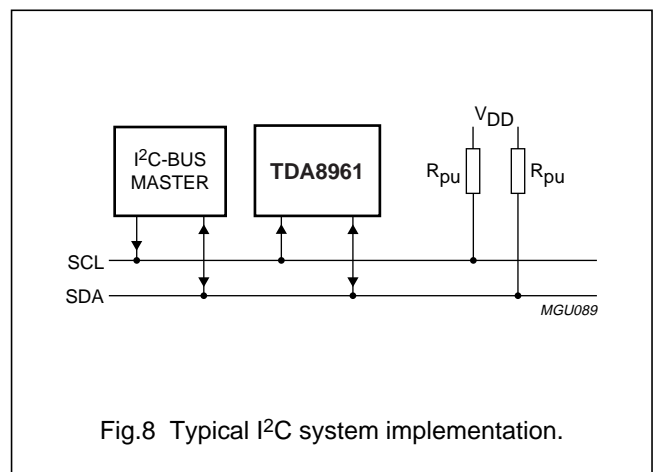 I²C-BUS
MASTER
TDA8961
VDD
Rpu
Rpu
SCL
SDA
MGU089
Fig.8 Typical I²C system implementation.